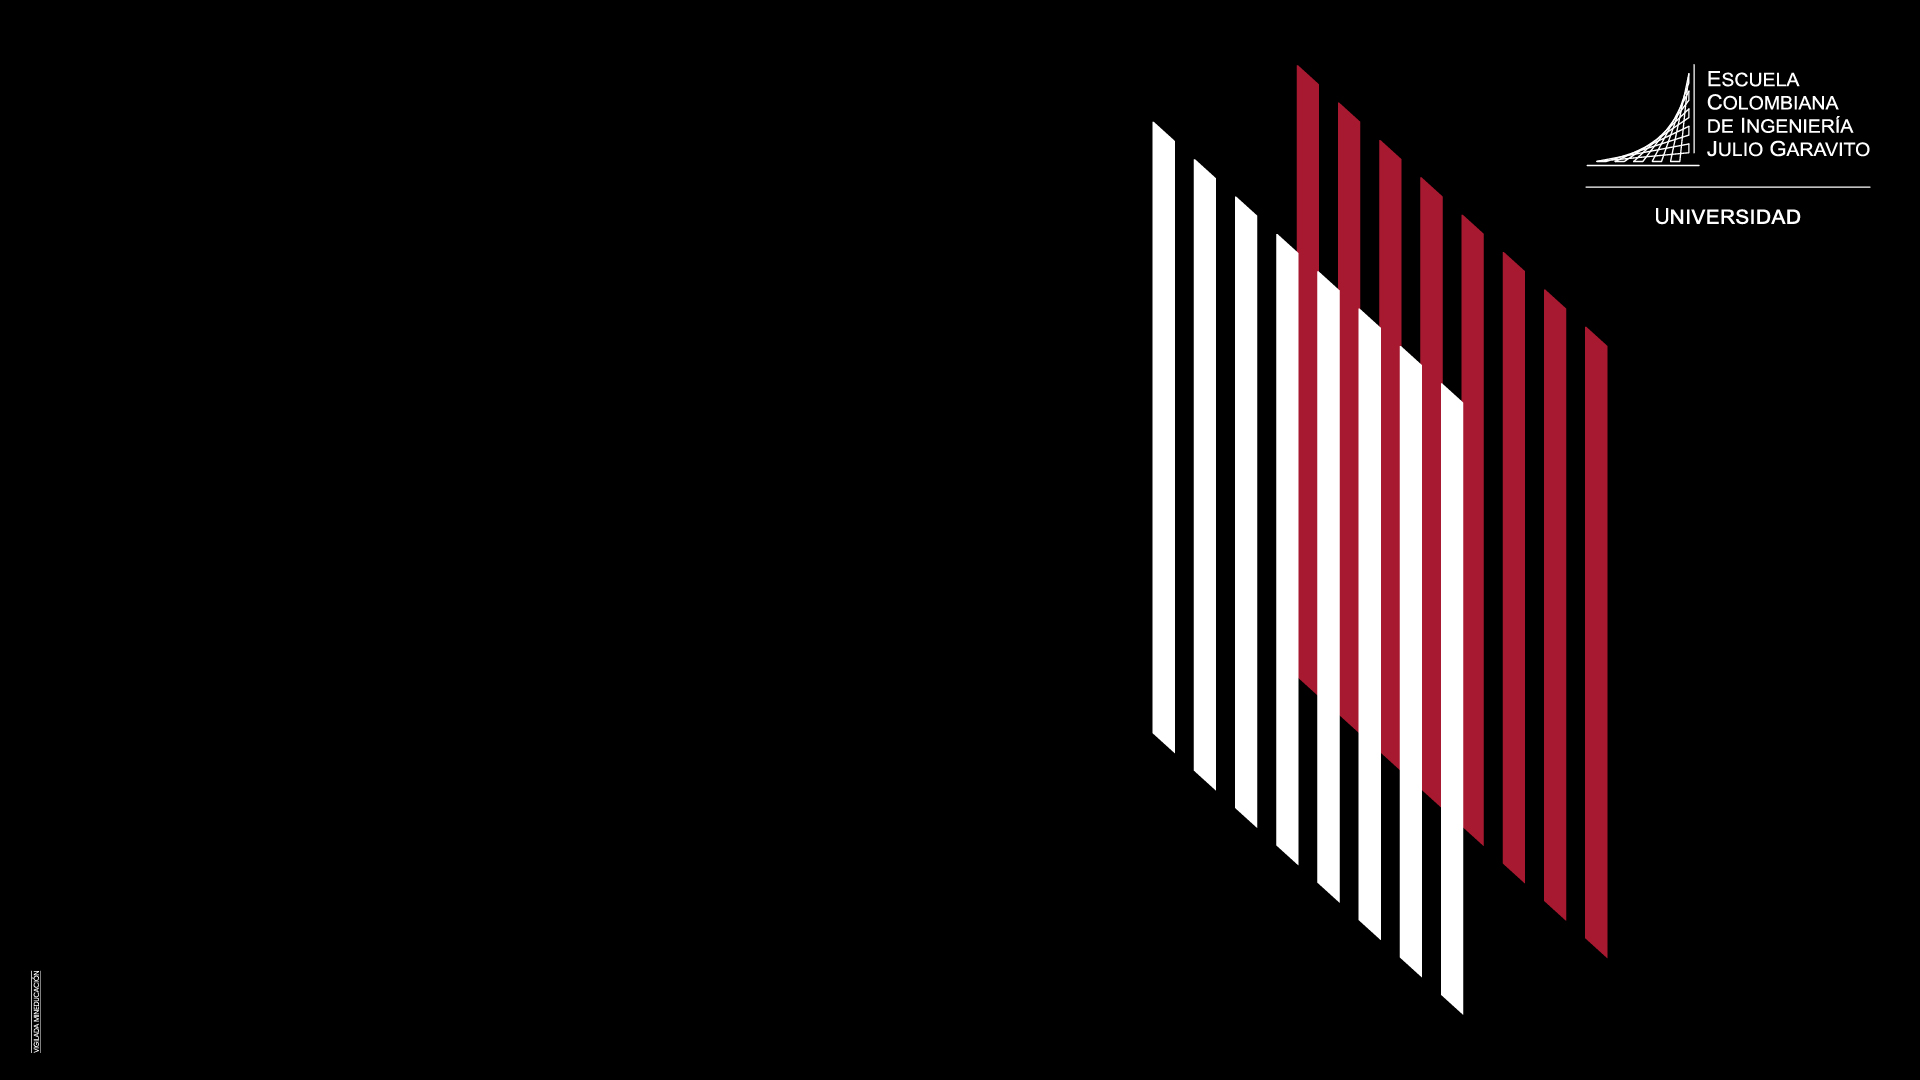 ESCUELA
COLOMBIANA
DE INGENIERÍA
JULIO GARAVITO
UNIVERSIDAD
VIGILADA MINEDUCACIÓN